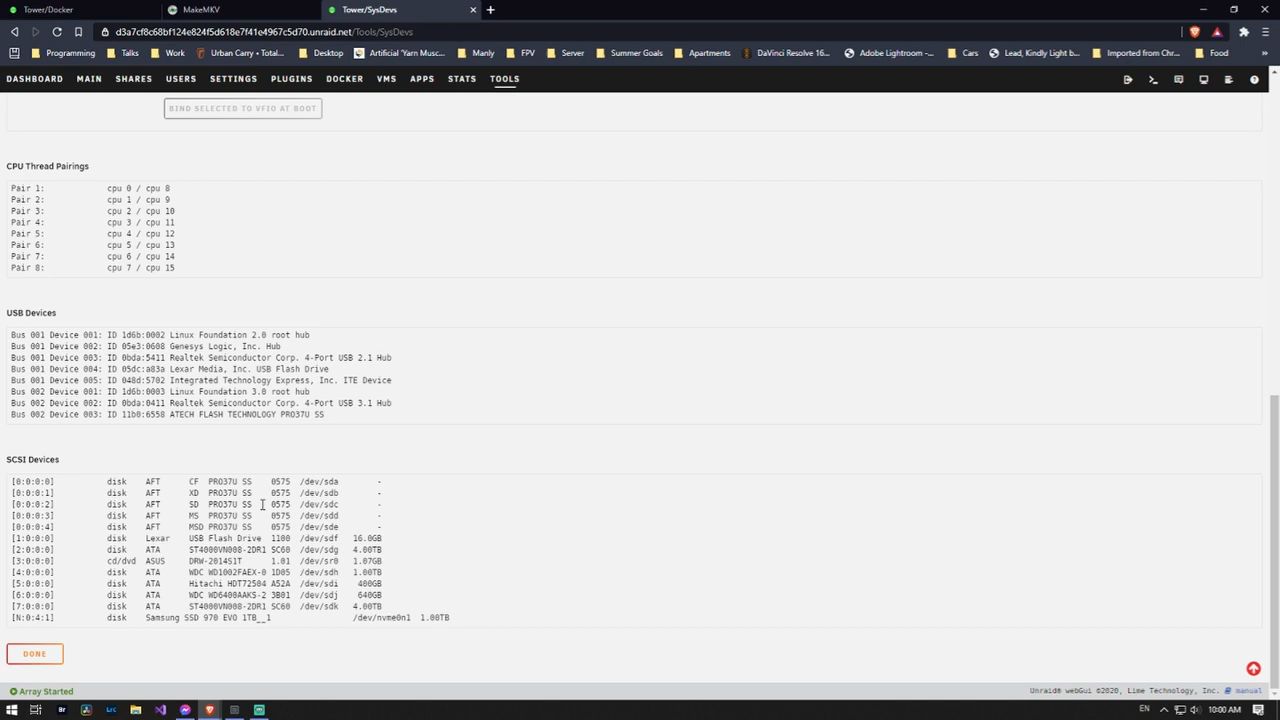 Tower/Docker
MakeMKV
Tower/SysDevs
d3a7cf8c68bf124e8584f5d618e7f41e4967c5d70.unraid.net/Tools/SysDevs
Programming Talks Work Urban Carry • Total... Desktop Artificial 'Yarn Musc... Manly FPV Server Summer Goals Apartments DaVinci Resolve 16... Adobe Lightroom -... Cars Lead, Kindly Light b... Imported from Chr... Food
DASHBOARD MAIN SHARES USERS SETTINGS PLUGINS DOCKER VMS APPS STATS TOOLS
BIND SELECTED TO VFIO AT BOOT
CPU Thread Pairings
Pair 1: cpu 0 / cpu 8
Pair 2: cpu 1 / cpu 9
Pair 3: cpu 2 / cpu 10
Pair 4: cpu 3 / cpu 11
Pair 5: cpu 4 / cpu 12
Pair 6: cpu 5 / cpu 13
Pair 7: cpu 6 / cpu 14
Pair 8: cpu 7 / cpu 15
USB Devices
Bus 001 Device 001: ID 1d6b:0002 Linux Foundation 2.0 root hub
Bus 001 Device 002: ID 05e3:0608 Genesys Logic, Inc. Hub
Bus 001 Device 003: ID 0bda:5411 Realtek Semiconductor Corp. 4-Port USB 2.1 Hub
Bus 001 Device 004: ID 05dc:a83a Lexar Media, Inc. USB Flash Drive
Bus 001 Device 005: ID 048d:5702 Integrated Technology Express, Inc. ITE Device
Bus 002 Device 001: ID 1d6b:0003 Linux Foundation 3.0 root hub
Bus 002 Device 002: ID 0bda:0411 Realtek Semiconductor Corp. 4-Port USB 3.1 Hub
Bus 002 Device 003: ID 11b0:6558 ATECH FLASH TECHNOLOGY PRO37U SS
SCSI Devices
[0:0:0:0] disk AFT CF PRO37U SS 0575 /dev/sda -
[0:0:0:1] disk AFT XD PRO37U SS 0575 /dev/sdb -
[0:0:0:2] disk AFT SD PRO37U SS 0575 /dev/sdc -
[0:0:0:3] disk AFT MS PRO37U SS 0575 /dev/sdd -
[0:0:0:4] disk AFT MSD PRO37U SS 0575 /dev/sde -
[1:0:0:0] disk Lexar USB Flash Drive 1100 /dev/sdf 16.0GB
[2:0:0:0] disk ATA ST4000VN008-2DR1 SC60 /dev/sdg 4.00TB
[3:0:0:0] cd/dvd ASUS DRW-2014S1T 1.01 /dev/sr0 1.07GB
[4:0:0:0] disk ATA WDC WD1002FAEX-0 1D05 /dev/sdh 1.00TB
[5:0:0:0] disk ATA Hitachi HDT72504 A52A /dev/sdi 400GB
[6:0:0:0] disk ATA WDC WD6400AAKS-2 3B01 /dev/sdj 640GB
[7:0:0:0] disk ATA ST4000VN008-2DR1 SC60 /dev/sdk 4.00TB
[N:0:4:1] disk Samsung SSD 970 EVO 1TB__1 /dev/nvme0n1 1.00TB
DONE
Array Started
Unraid® webGui ©2020, Lime Technology, Inc. manual
Br Lrc EN 10:00 AM